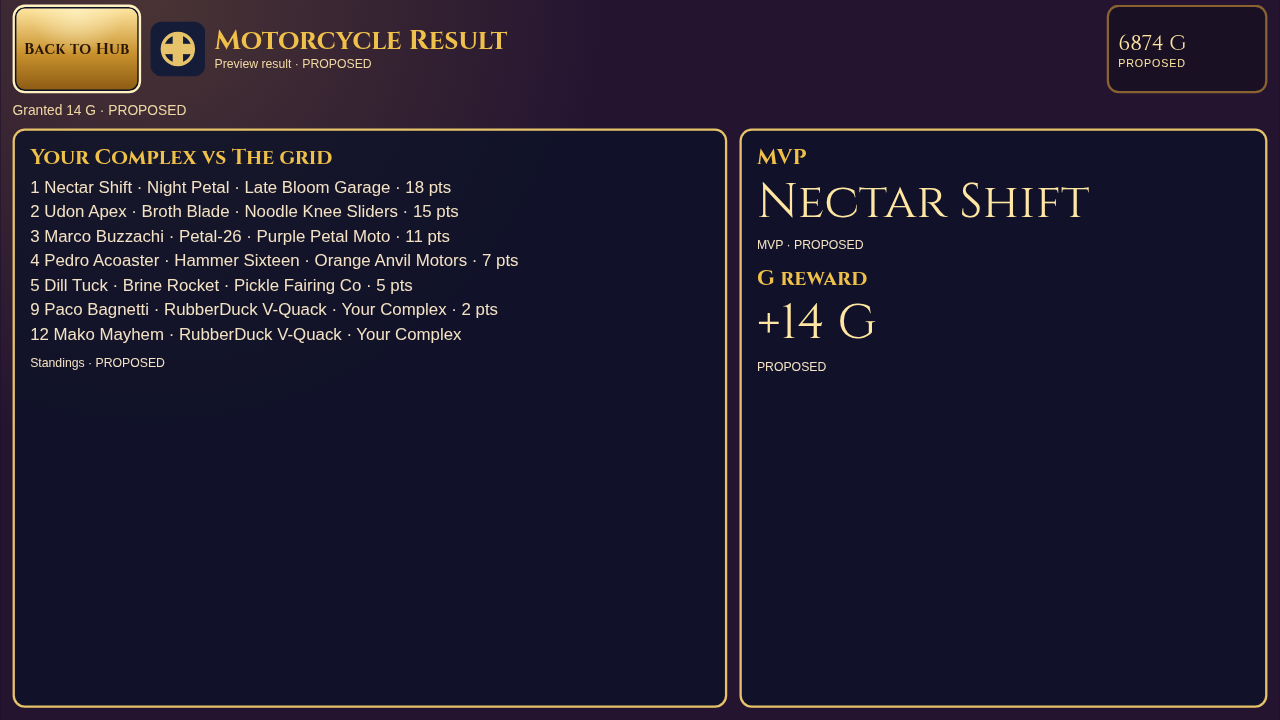 Back to Hub
Motorcycle Result
Preview result · PROPOSED
6874 G
PROPOSED
Granted 14 G · PROPOSED
Your Complex vs The grid
1 Nectar Shift · Night Petal · Late Bloom Garage · 18 pts
2 Udon Apex · Broth Blade · Noodle Knee Sliders · 15 pts
3 Marco Buzzachi · Petal-26 · Purple Petal Moto · 11 pts
4 Pedro Acoaster · Hammer Sixteen · Orange Anvil Motors · 7 pts
5 Dill Tuck · Brine Rocket · Pickle Fairing Co · 5 pts
9 Paco Bagnetti · RubberDuck V-Quack · Your Complex · 2 pts
12 Mako Mayhem · RubberDuck V-Quack · Your Complex
Standings · PROPOSED
MVP
Nectar Shift
MVP · PROPOSED
G reward
+14 G
PROPOSED